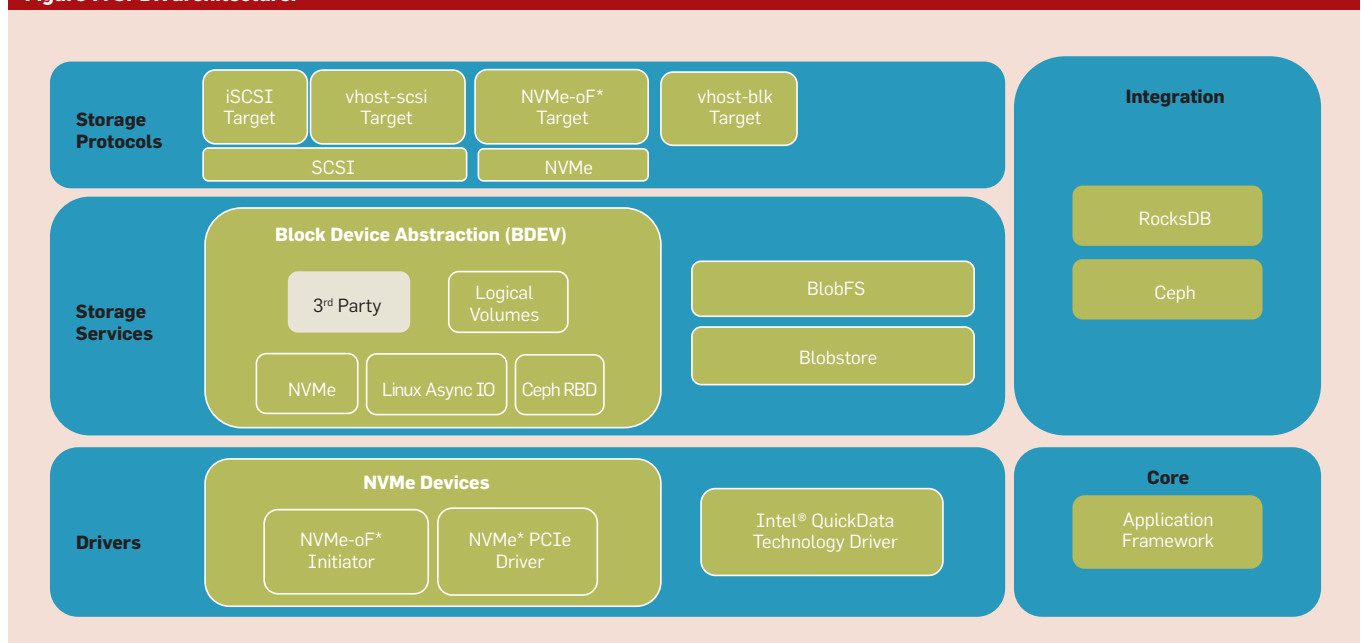 Storage
Protocols
iSCSI
Target
vhost-scsi
Target
NVMe-oF*
Target
vhost-blk
Target
SCSI
NVMe
Integration
RocksDB
Ceph
Storage
Services
Block Device Abstraction (BDEV)
3rd Party
Logical
Volumes
NVMe
Linux Async IO
Ceph RBD
BlobFS
Blobstore
Drivers
NVMe Devices
NVMe-oF*
Initiator
NVMe* PCIe
Driver
Intel® QuickData
Technology Driver
Core
Application
Framework